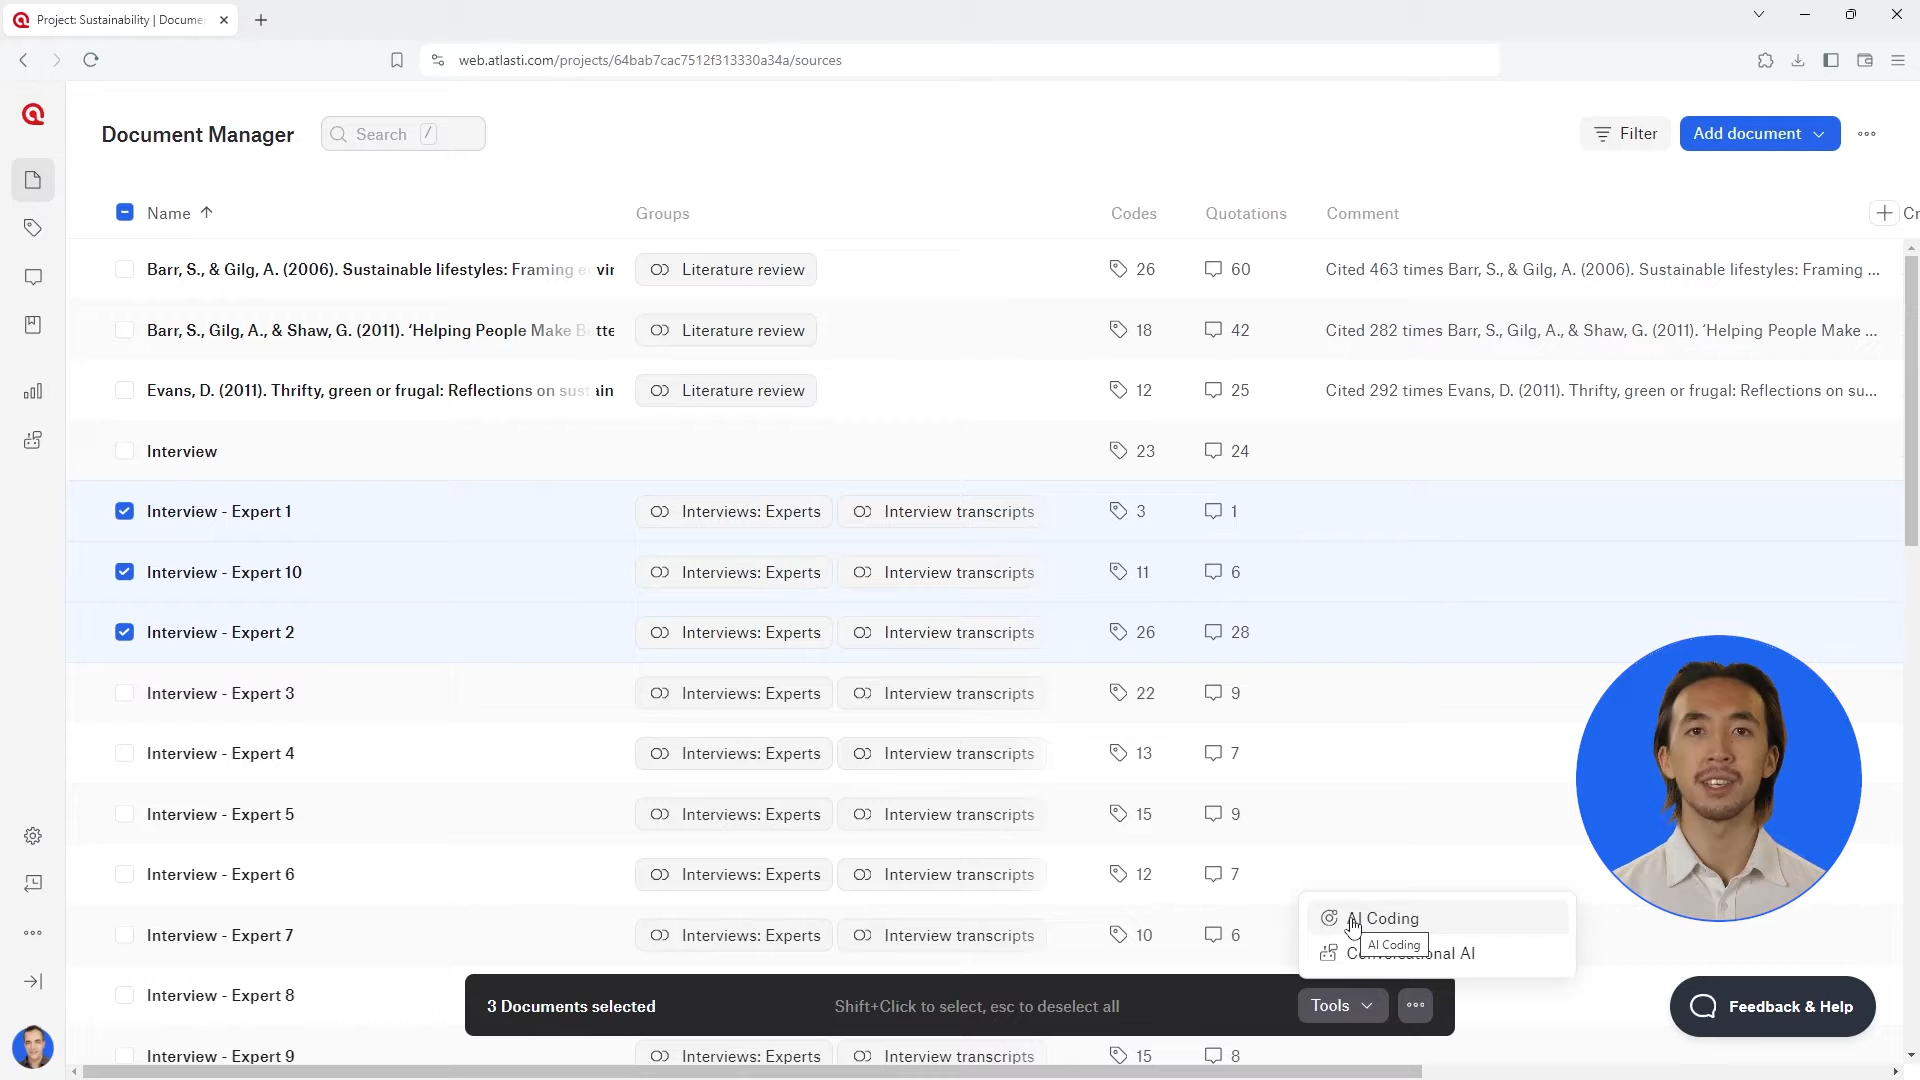 Project: Sustainability | Docume
web.atlasti.com/projects/64bab7cac7512f313330a34a/sources
Document Manager
Search /
Filter
Add document
Name
Groups
Codes
Quotations
Comment
Cr
Barr, S., & Gilg, A. (2006). Sustainable lifestyles: Framing e vir
Literature review
26
60
Cited 463 times Barr, S., & Gilg, A. (2006). Sustainable lifestyles: Framing ...
Barr, S., Gilg, A., & Shaw, G. (2011). ‘Helping People Make B tte
Literature review
18
42
Cited 282 times Barr, S., Gilg, A., & Shaw, G. (2011). ‘Helping People Make ...
Evans, D. (2011). Thrifty, green or frugal: Reflections on sust ain
Literature review
12
25
Cited 292 times Evans, D. (2011). Thrifty, green or frugal: Reflections on su...
Interview
23
24
Interview - Expert 1
Interviews: Experts
Interview transcripts
3
1
Interview - Expert 10
Interviews: Experts
Interview transcripts
11
6
Interview - Expert 2
Interviews: Experts
Interview transcripts
26
28
Interview - Expert 3
Interviews: Experts
Interview transcripts
22
9
Interview - Expert 4
Interviews: Experts
Interview transcripts
13
7
Interview - Expert 5
Interviews: Experts
Interview transcripts
15
9
Interview - Expert 6
Interviews: Experts
Interview transcripts
12
7
AI Coding
Interview - Expert 7
Interviews: Experts
Interview transcripts
10
6
AI Coding
AI
Interview - Expert 8
3 Documents selected
Shift+Click to select, esc to deselect all
Tools
Feedback & Help
Interview - Expert 9
Interviews: Experts
Interview transcripts
15
8